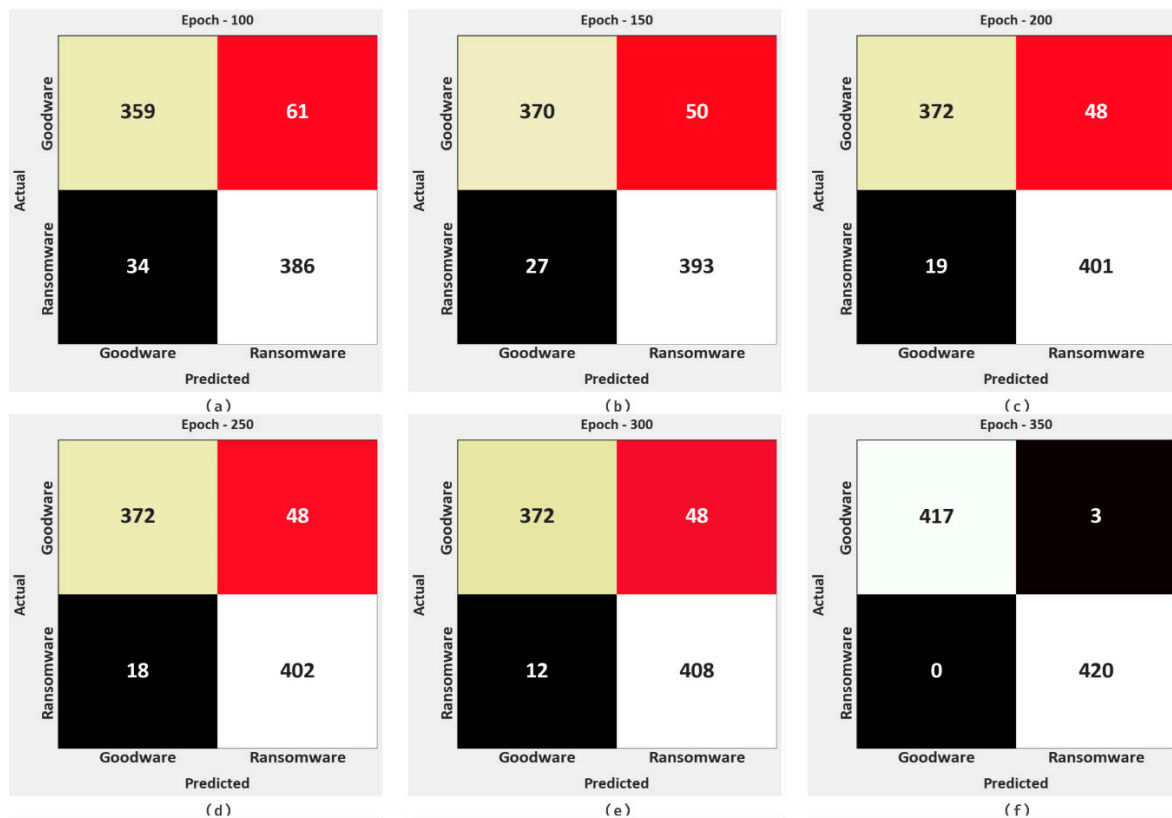 Epoch - 100
Goodware
359
61
Actual
Ransomware
34
386
Goodware Ransomware
Predicted
(a)
Epoch - 150
Goodware
370
50
Actual
Ransomware
27
393
Goodware Ransomware
Predicted
(b)
Epoch - 200
Goodware
372
48
Actual
Ransomware
19
401
Goodware Ransomware
Predicted
(c)
Epoch - 250
Goodware
372
48
Actual
Ransomware
18
402
Goodware Ransomware
Predicted
(d)
Epoch - 300
Goodware
372
48
Actual
Ransomware
12
408
Goodware Ransomware
Predicted
(e)
Epoch - 350
Goodware
417
3
Actual
Ransomware
0
420
Goodware Ransomware
Predicted
(f)